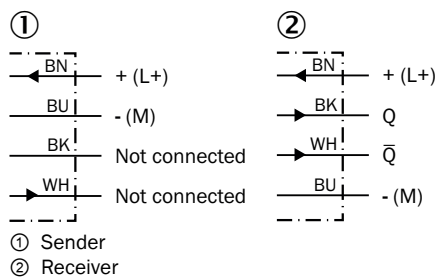 ①
BN + (L+)
BU - (M)
BK Not connected
WH Not connected
②
BN + (L+)
BK Q
WH Q̅
BU - (M)
① Sender
② Receiver